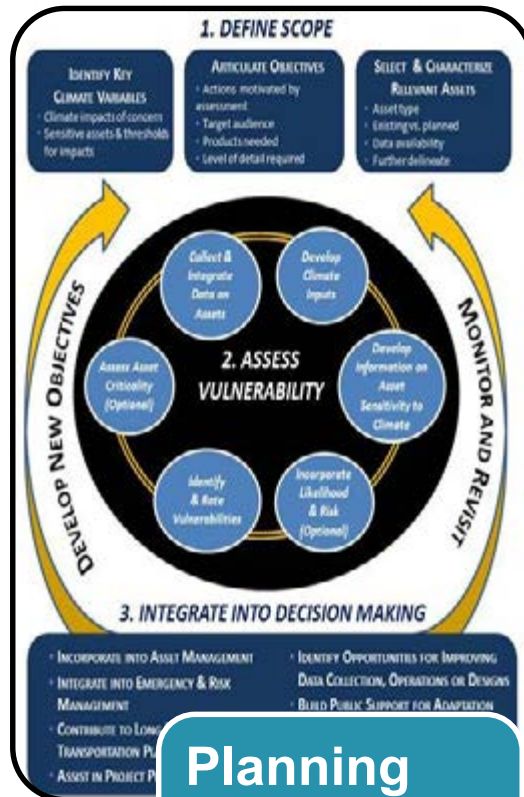 1. DEFINE SCOPE
IDENTIFY KEY
CLIMATE VARIABLES
· Climate impacts of concern
· Sensitive assets & thresholds
for impacts
ARTICULATE OBJECTIVES
· Actions motivated by
assessment
· Target audience
· Products needed
· Level of detail required
SELECT & CHARACTERIZE
RELEVANT ASSETS
· Asset type
· Existing vs. planned
· Data availability
· Further delineate
DEVELOP NEW OBJECTIVES
MONITOR AND REVISIT
2. ASSESS
VULNERABILITY
Collect &
Integrate
Data on
Assets
Develop
Climate
Inputs
Develop
Information on
Asset
Sensitivity to
Climate
Incorporate
Likelihood
& Risk
(Optional)
Identify
& Rate
Vulnerabilities
Assess Asset
Criticality
(Optional)
3. INTEGRATE INTO DECISION MAKING
· INCORPORATE INTO ASSET MANAGEMENT
· INTEGRATE INTO EMERGENCY & RISK
MANAGEMENT
· CONTRIBUTE TO LONG
TRANSPORTATION
· ASSIST IN PROJECT
· IDENTIFY OPPORTUNITIES FOR IMPROVING
DATA COLLECTION, OPERATIONS OR DESIGNS
· BUILD PUBLIC SUPPORT FOR ADAPTATION
Planning